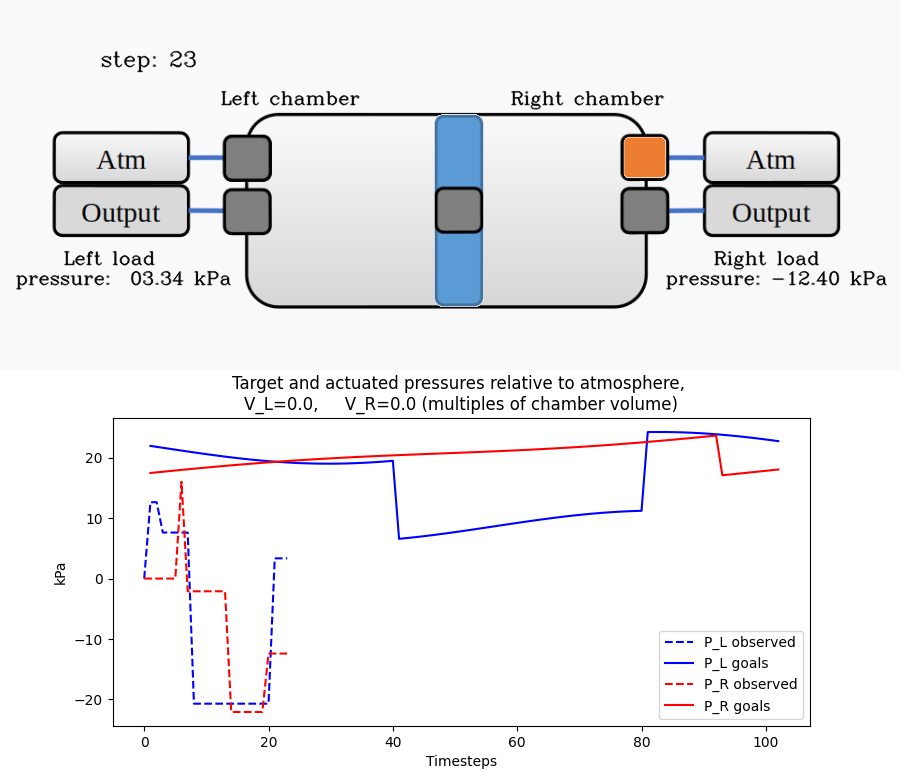 step: 23
Left chamber
Right chamber
Atm
Output
Atm
Output
Left load
pressure:  03.34 kPa
Right load
pressure: −12.40 kPa
Target and actuated pressures relative to atmosphere,
V_L=0.0,     V_R=0.0 (multiples of chamber volume)
kPa
20
10
0
−10
−20
P_L observed
P_L goals
P_R observed
P_R goals
0 20 40 60 80 100
Timesteps